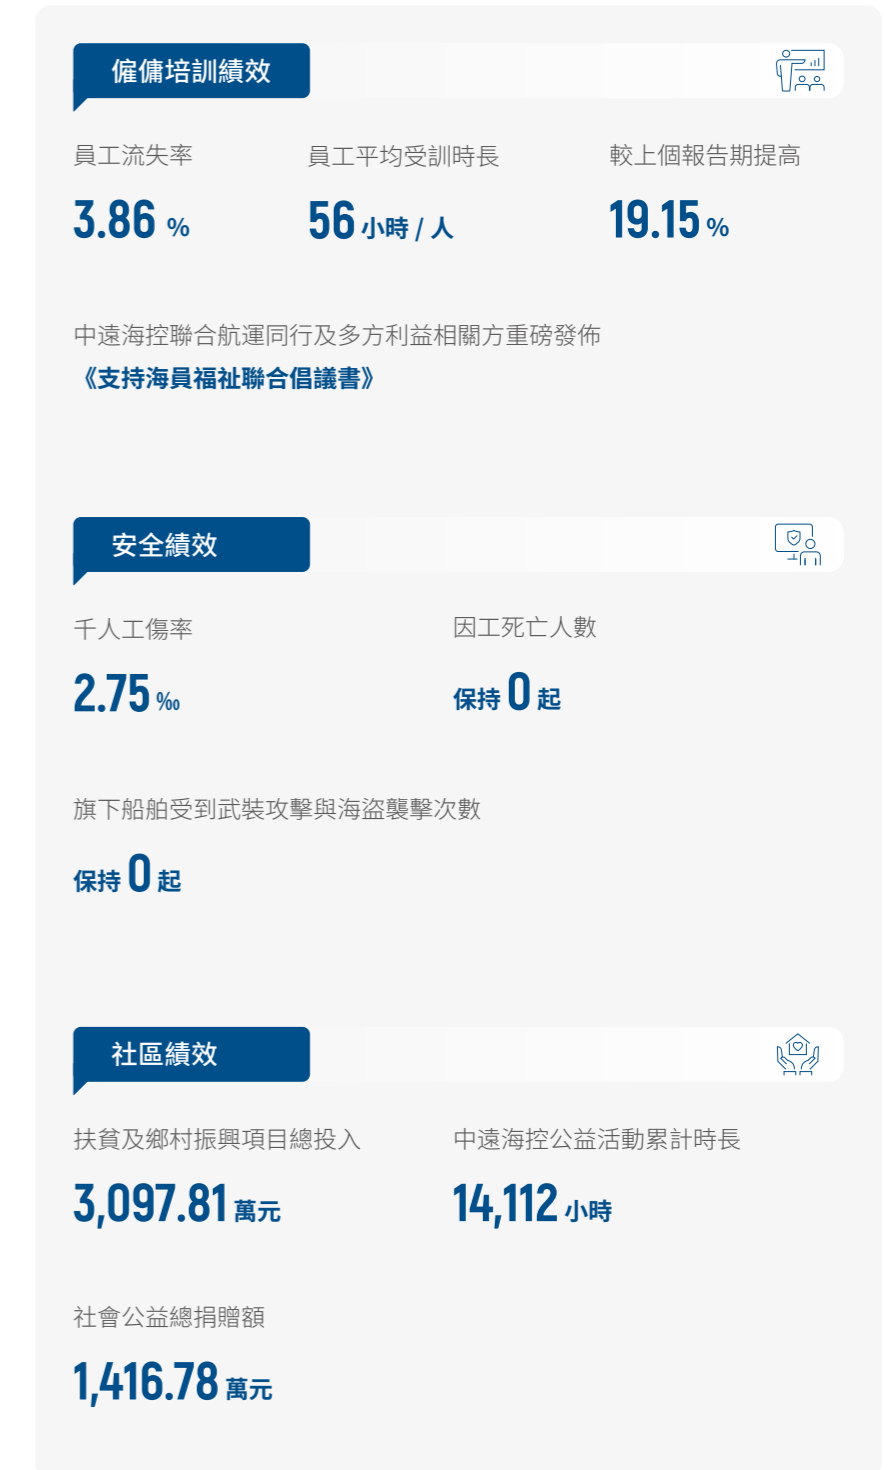 僱傭培訓績效
員工流失率
3.86 %
員工平均受訓時長
56 小時 / 人
較上個報告期提高
19.15 %
中遠海控聯合航運同行及多方利益相關方重磅發佈
《支持海員福祉聯合倡議書》
安全績效
千人工傷率
2.75 ‰
因工死亡人數
保持 0 起
旗下船舶受到武裝攻擊與海盜襲擊次數
保持 0 起
社區績效
扶貧及鄉村振興項目總投入
3,097.81 萬元
中遠海控公益活動累計時長
14,112 小時
社會公益總捐贈額
1,416.78 萬元